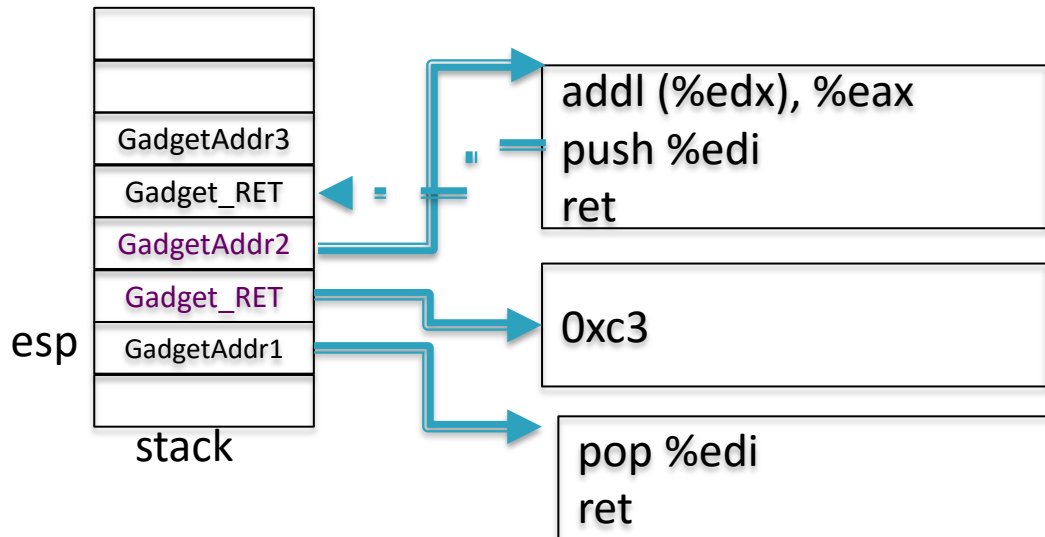 GadgetAddr3
Gadget_RET
GadgetAddr2
Gadget_RET
esp
GadgetAddr1
stack
addl (%edx), %eax
push %edi
ret
0xc3
pop %edi
ret